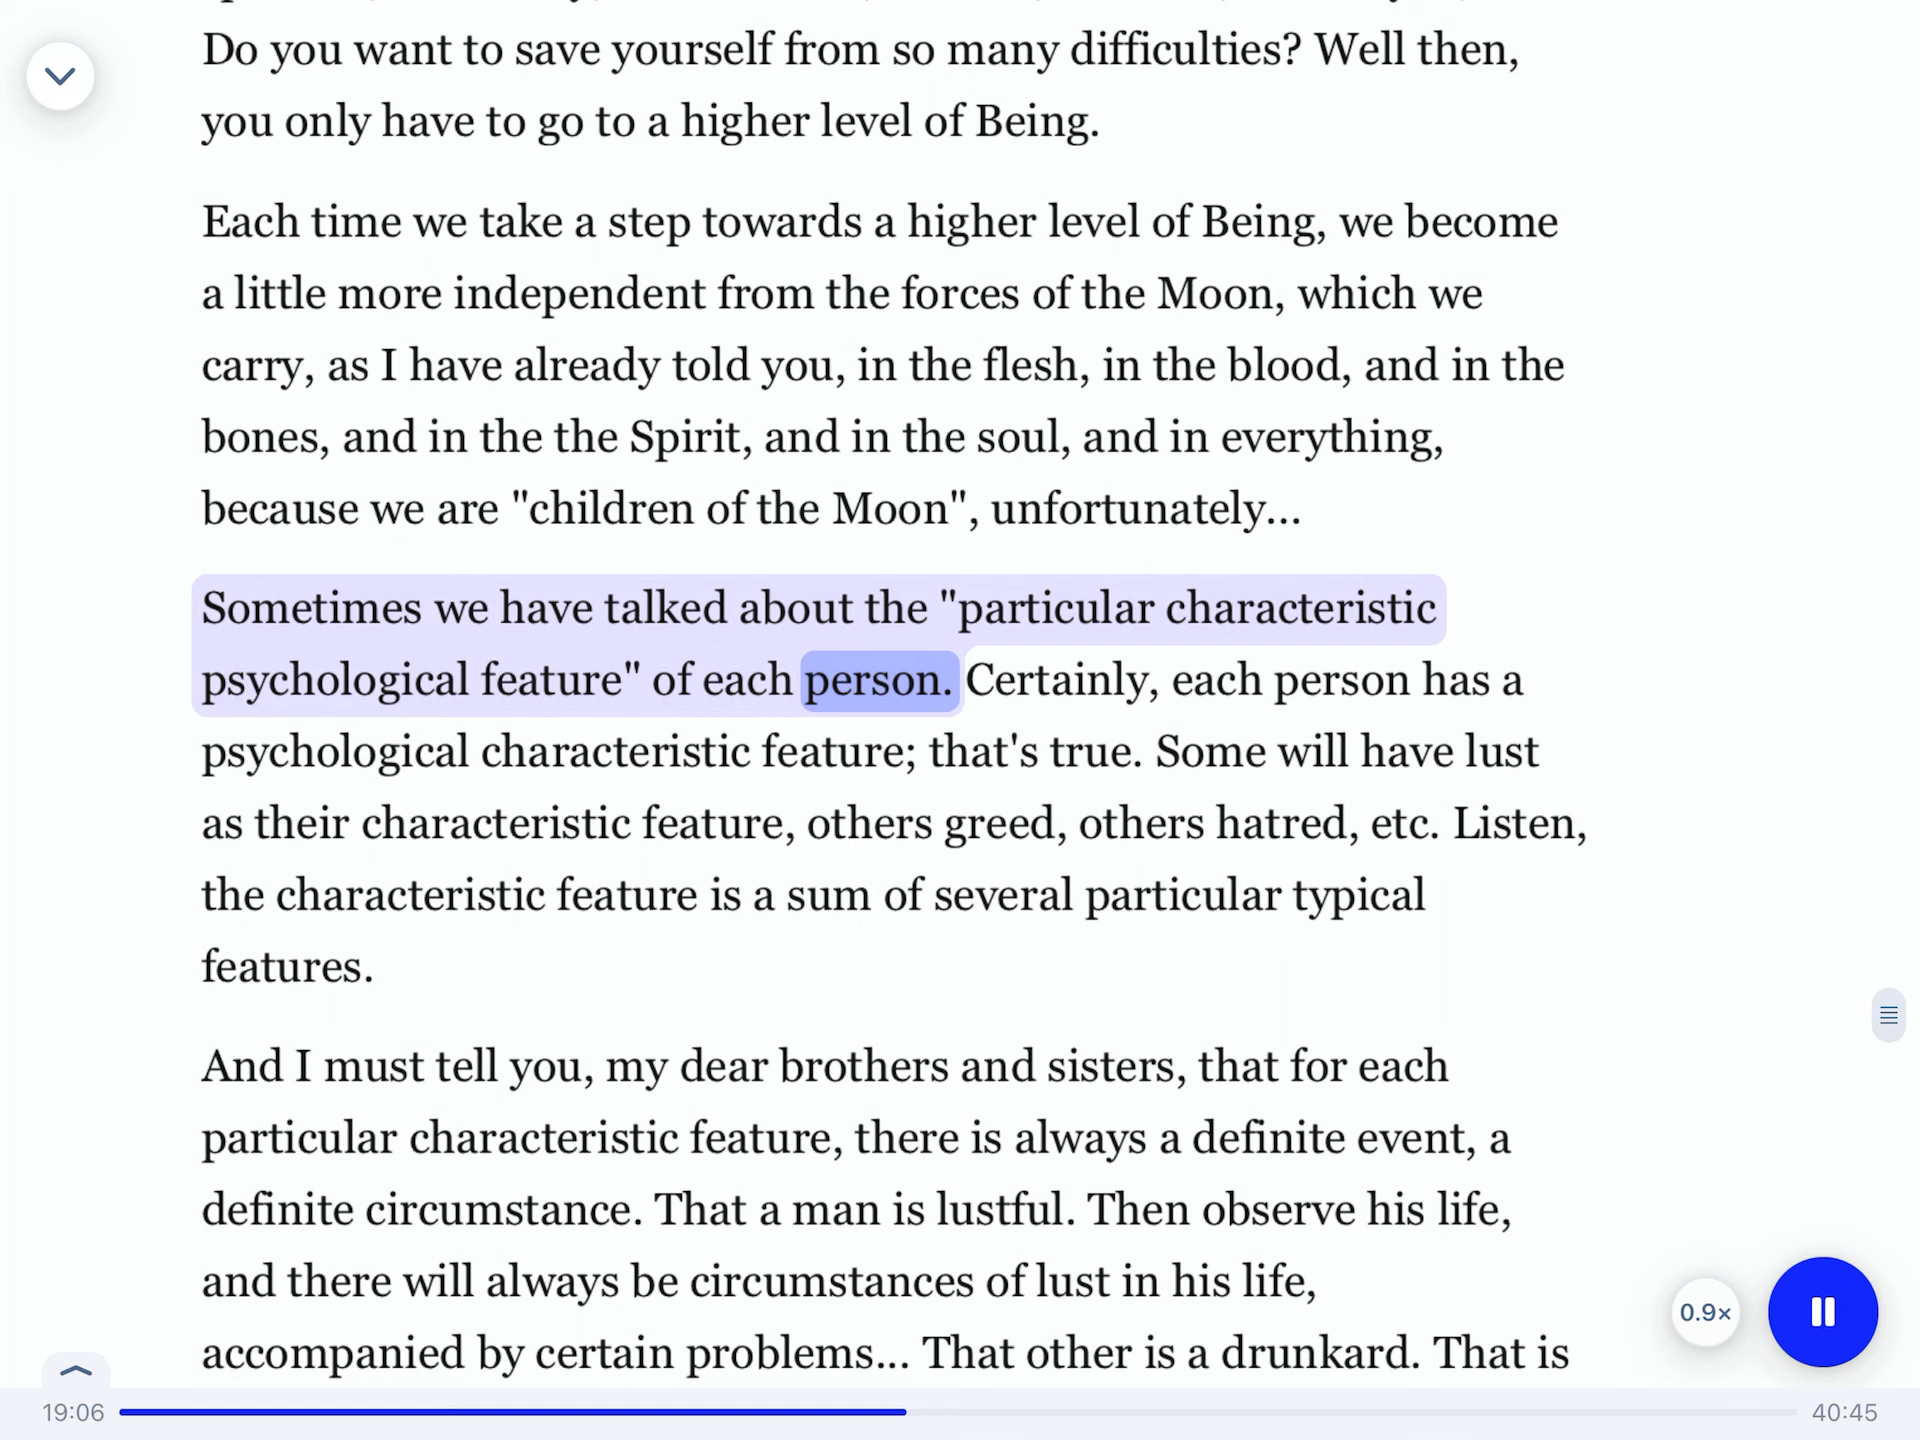 Do you want to save yourself from so many difficulties? Well then,
you only have to go to a higher level of Being.
Each time we take a step towards a higher level of Being, we become
a little more independent from the forces of the Moon, which we
carry, as I have already told you, in the flesh, in the blood, and in the
bones, and in the the Spirit, and in the soul, and in everything,
because we are "children of the Moon", unfortunately...
Sometimes we have talked about the "particular characteristic
psychological feature" of each person. Certainly, each person has a
psychological characteristic feature; that's true. Some will have lust
as their characteristic feature, others greed, others hatred, etc. Listen,
the characteristic feature is a sum of several particular typical
features.
And I must tell you, my dear brothers and sisters, that for each
particular characteristic feature, there is always a definite event, a
definite circumstance. That a man is lustful. Then observe his life,
and there will always be circumstances of lust in his life,
accompanied by certain problems... That other is a drunkard. That is
0.9×
19:06
40:45